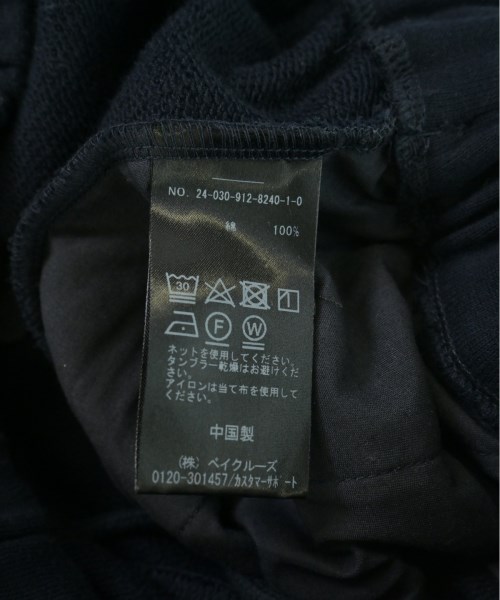 NO. 24-030-912-8240-1-0
綿 100%
30
F W
ネットを使用してください。
タンブラー乾燥はお避けくだ
さい。
アイロンは当て布を使用して
ください。
中国製
(株) ベイクルーズ
0120-301457/カスタマーサポート